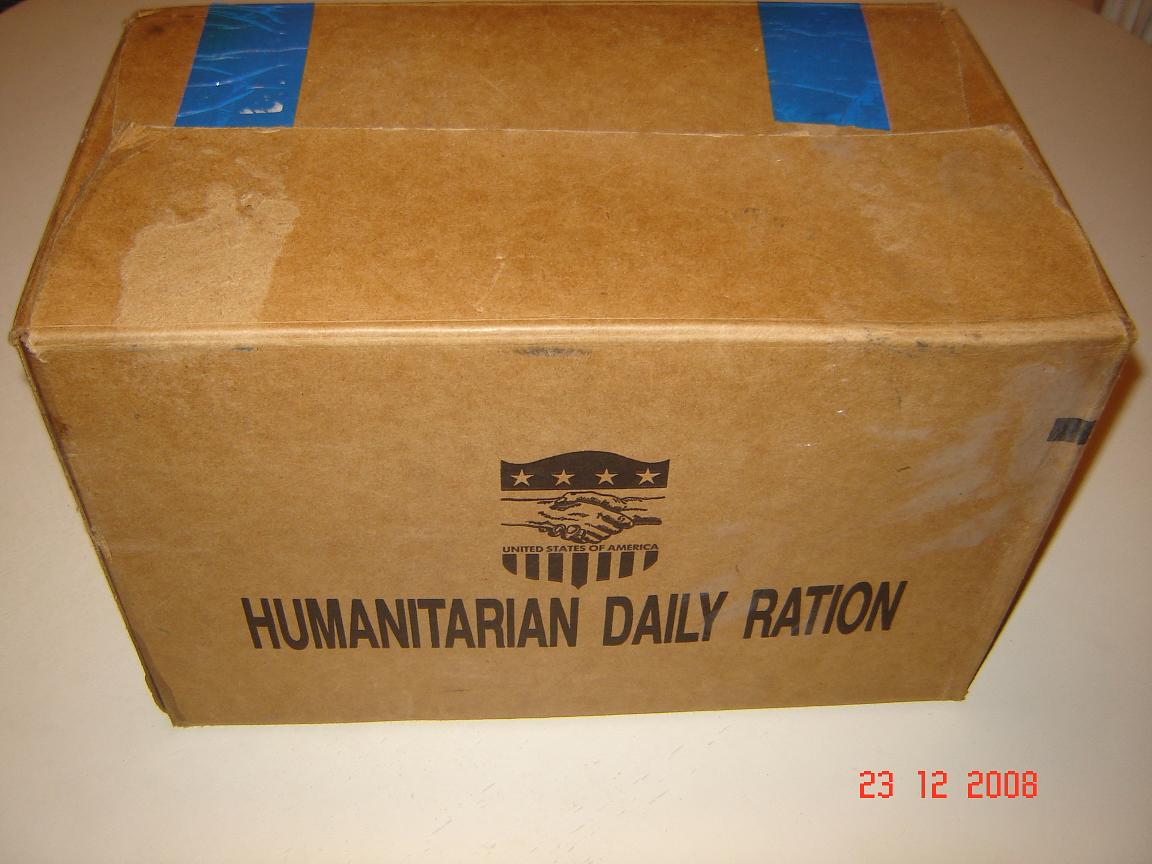 UNITED STATES OF AMERICA
HUMANITARIAN DAILY RATION
23 12 2008